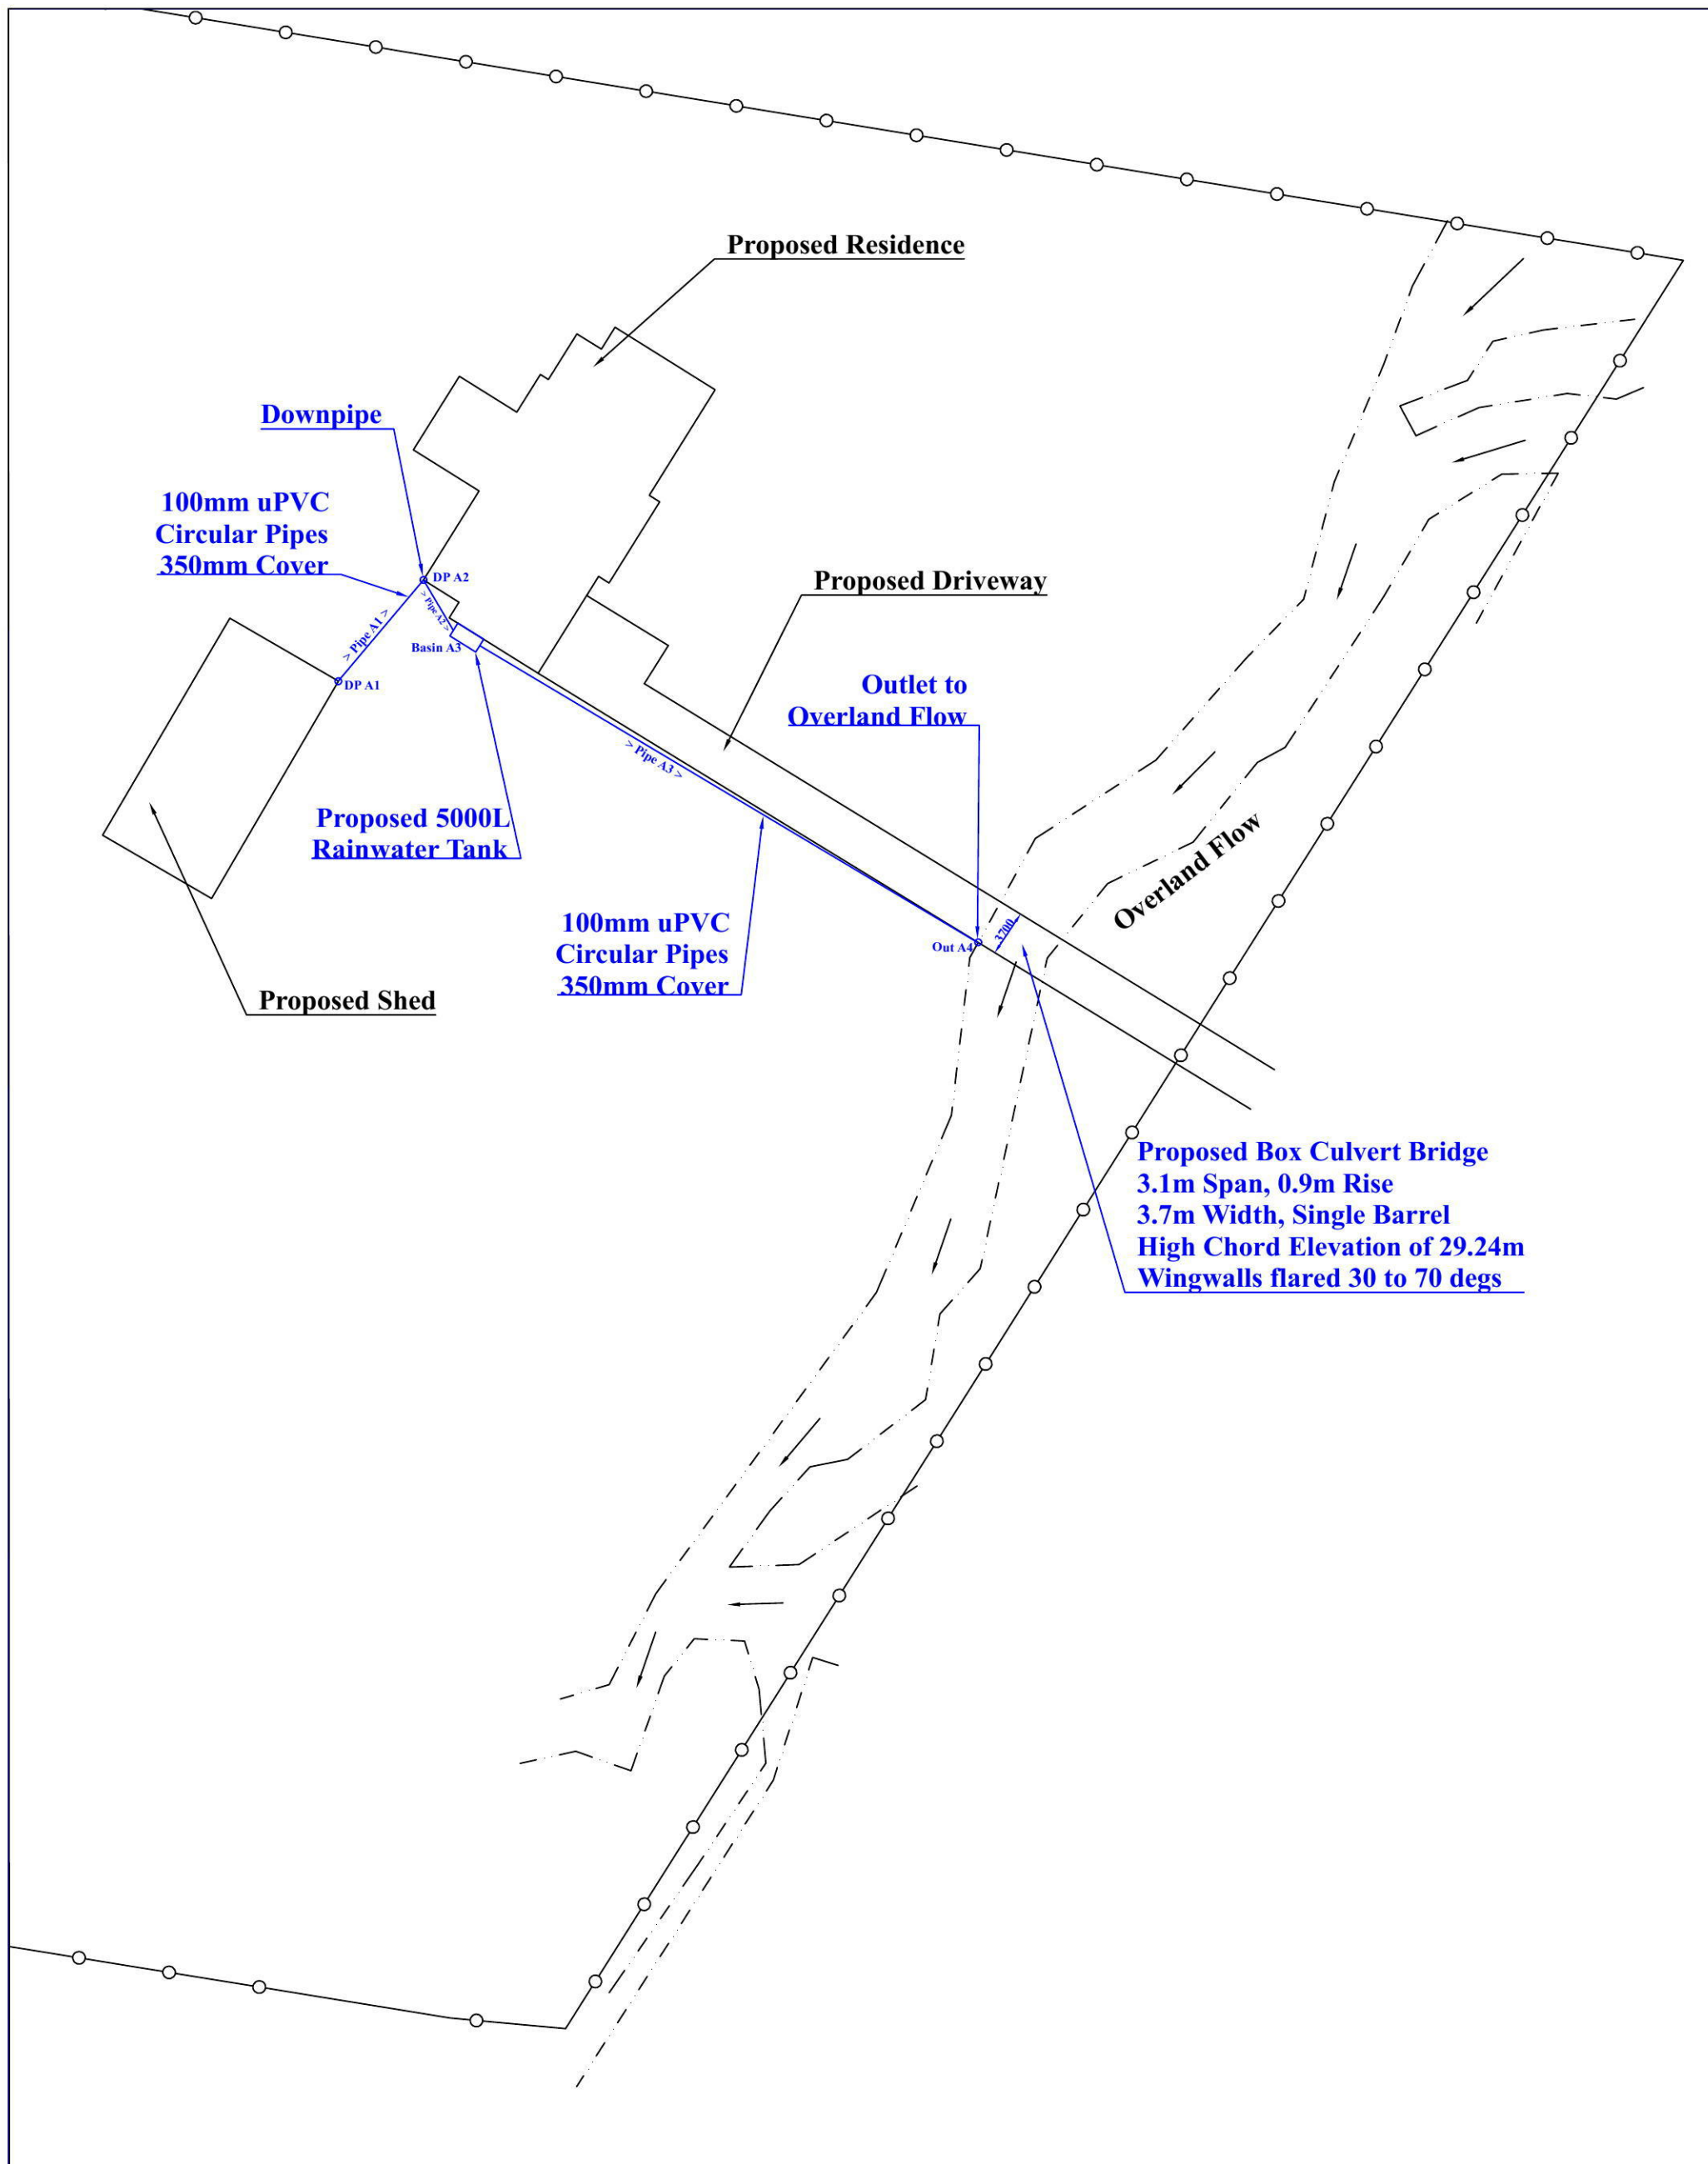 Proposed Residence
Downpipe
100mm uPVC
Circular Pipes
350mm Cover
DP A2
Proposed Driveway
> Pipe A2 >
> Pipe A1 >
Basin A3
DP A1
Outlet to
Overland Flow
> Pipe A3 >
Proposed 5000L
Rainwater Tank
Overland Flow
100mm uPVC
Circular Pipes
350mm Cover
3700
Out A4
Proposed Shed
Proposed Box Culvert Bridge
3.1m Span, 0.9m Rise
3.7m Width, Single Barrel
High Chord Elevation of 29.24m
Wingwalls flared 30 to 70 degs